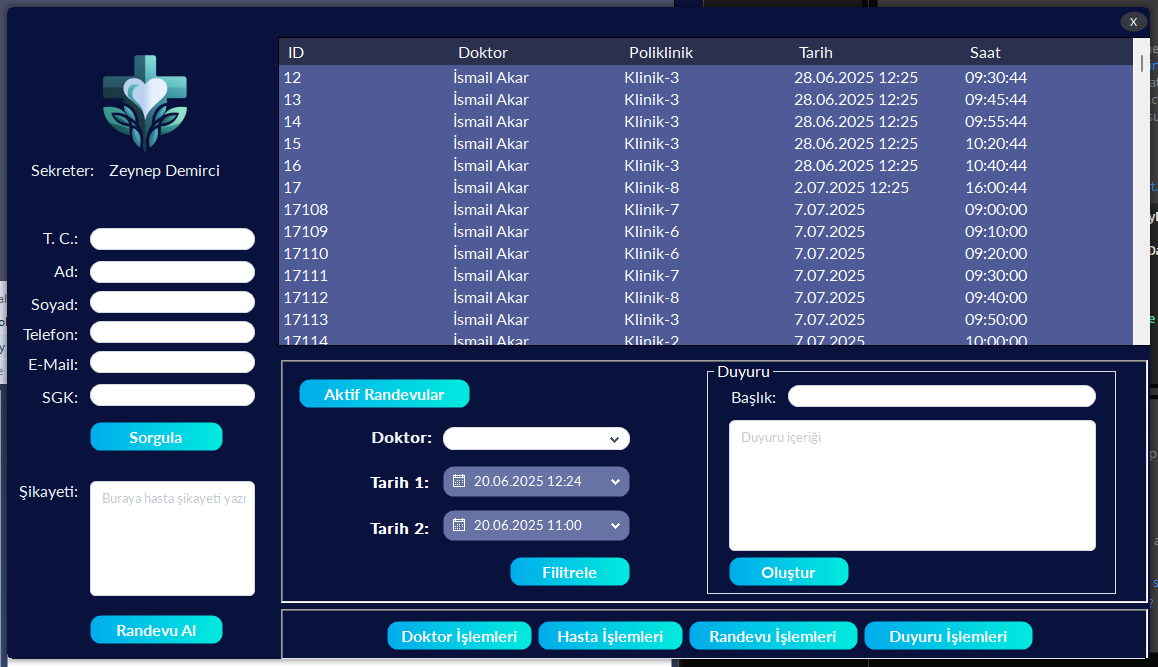 X
ID Doktor Poliklinik Tarih Saat
12 İsmail Akar Klinik-3 28.06.2025 12:25 09:30:44
13 İsmail Akar Klinik-3 28.06.2025 12:25 09:45:44
14 İsmail Akar Klinik-3 28.06.2025 12:25 09:55:44
15 İsmail Akar Klinik-3 28.06.2025 12:25 10:20:44
16 İsmail Akar Klinik-3 28.06.2025 12:25 10:40:44
17 İsmail Akar Klinik-8 2.07.2025 12:25 16:00:44
17108 İsmail Akar Klinik-7 7.07.2025 09:00:00
17109 İsmail Akar Klinik-6 7.07.2025 09:10:00
17110 İsmail Akar Klinik-6 7.07.2025 09:20:00
17111 İsmail Akar Klinik-7 7.07.2025 09:30:00
17112 İsmail Akar Klinik-8 7.07.2025 09:40:00
17113 İsmail Akar Klinik-3 7.07.2025 09:50:00
17114 İsmail Akar Klinik-2 7.07.2025 10:00:00
Sekreter: Zeynep Demirci
T. C.:
Ad:
Soyad:
Telefon:
E-Mail:
SGK:
Sorgula
Şikayeti:
Buraya hasta şikayeti yazı
Randevu Al
Aktif Randevular
Doktor:
Tarih 1: 20.06.2025 12:24
Tarih 2: 20.06.2025 11:00
Filitrele
Duyuru
Başlık:
Duyuru içeriği
Oluştur
Doktor İşlemleri Hasta İşlemleri Randevu İşlemleri Duyuru İşlemleri